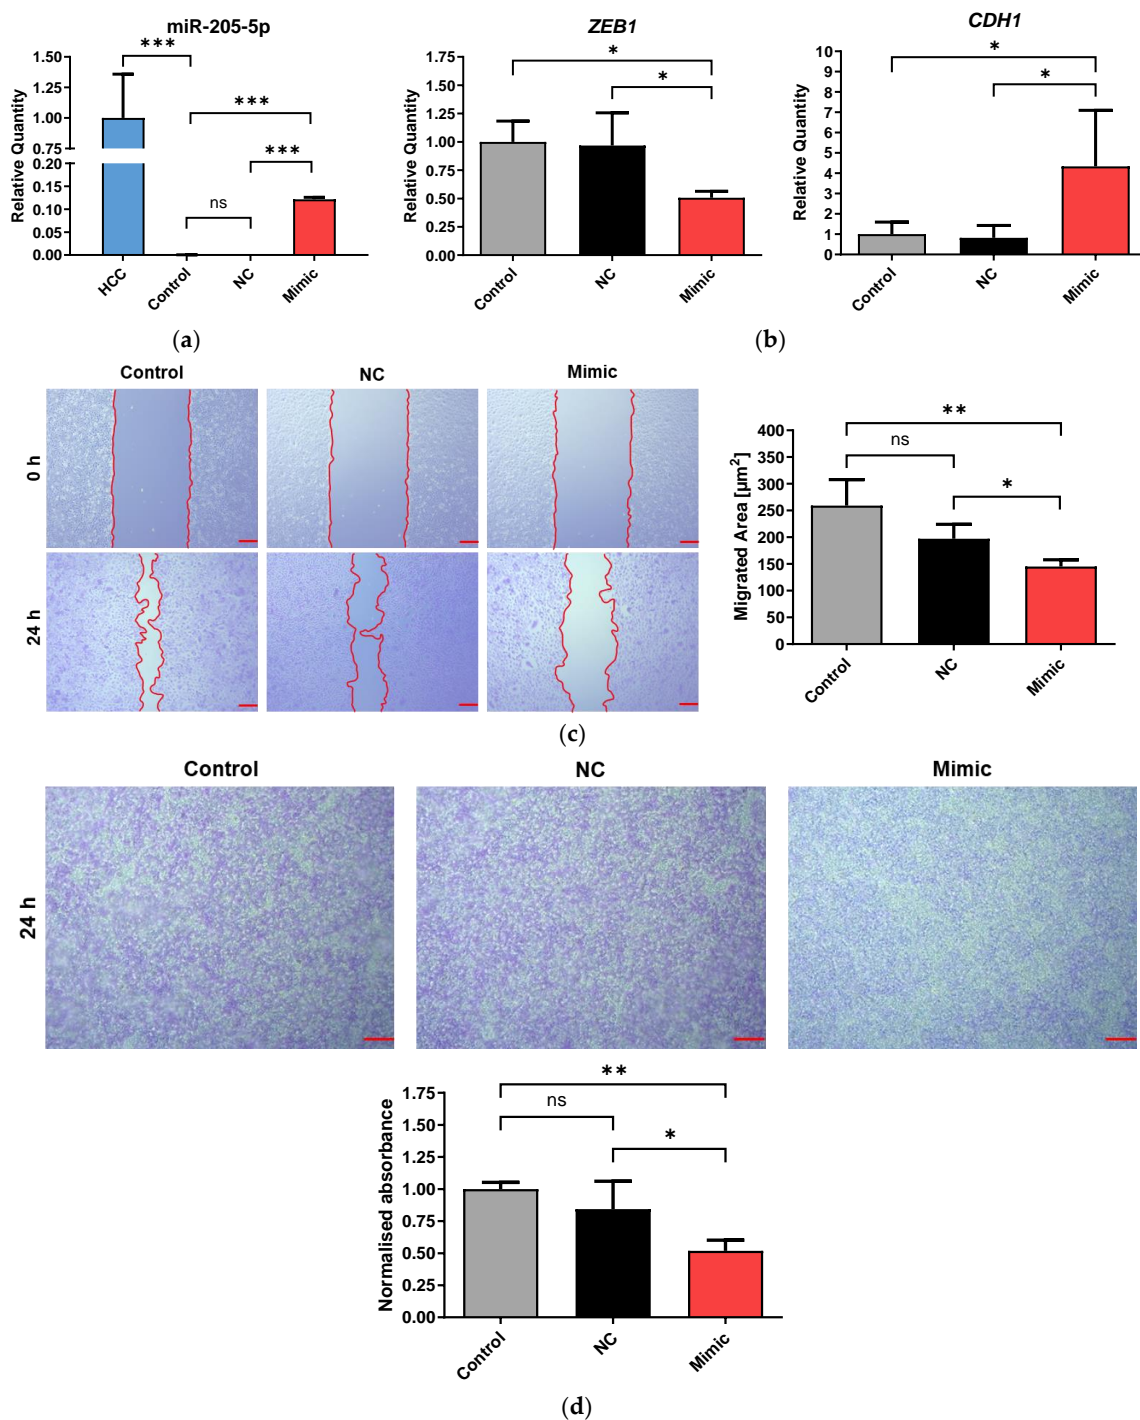 miR-205-5p
***
***
***
ns
Relative Quantity
1.50
1.25
1.00
0.75
0.20
0.15
0.10
0.05
0.00
HCC
Control
NC
Mimic
(a)
ZEB1
*
*
Relative Quantity
1.75
1.50
1.25
1.00
0.75
0.50
0.25
0.00
Control
NC
Mimic
CDH1
*
*
Relative Quantity
10
9
8
7
6
5
4
3
2
1
0
Control
NC
Mimic
(b)
Control
NC
Mimic
0 h
24 h
**
ns
*
Migrated Area [µm²]
400
350
300
250
200
150
100
50
0
Control
NC
Mimic
(c)
Control
NC
Mimic
24 h
**
ns
*
Normalised absorbance
1.75
1.50
1.25
1.00
0.75
0.50
0.25
0.00
Control
NC
Mimic
(d)